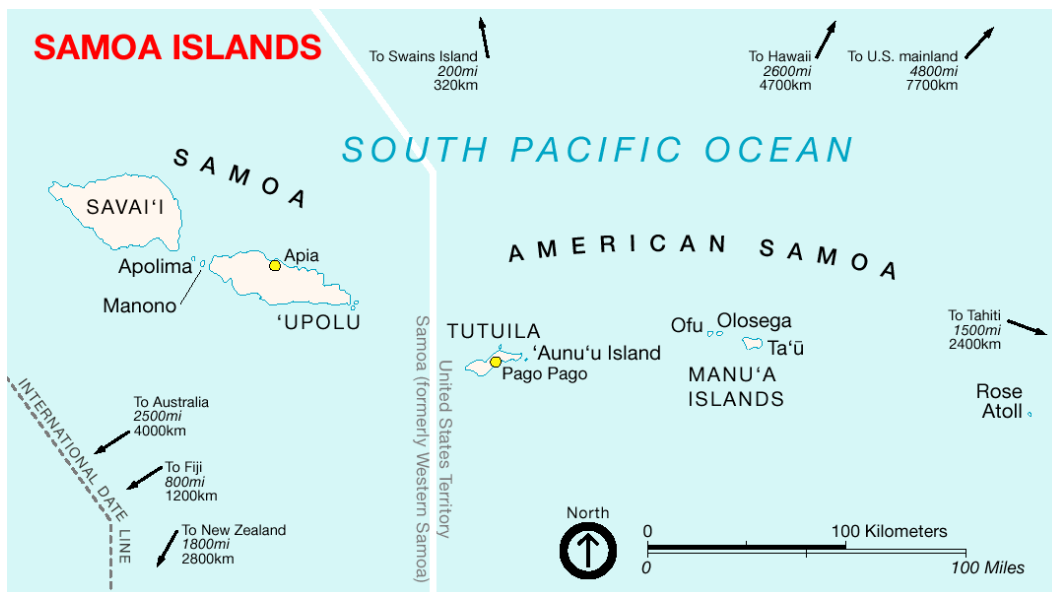 SAMOA ISLANDS
To Swains Island
200mi
320km
To Hawaii
2600mi
4700km
To U.S. mainland
4800mi
7700km
SOUTH PACIFIC OCEAN
SAMOA
SAVAI‘I
Apia
Apolima
Manono
‘UPOLU
AMERICAN SAMOA
TUTUILA
‘Aunu‘u Island
Pago Pago
Ofu
Olosega
Ta‘ū
MANU‘A
ISLANDS
To Tahiti
1500mi
2400km
Rose
Atoll
Samoa (formerly Western Samoa)
United States Territory
INTERNATIONAL DATE LINE
To Australia
2500mi
4000km
To Fiji
800mi
1200km
To New Zealand
1800mi
2800km
North
0
100 Kilometers
0
100 Miles